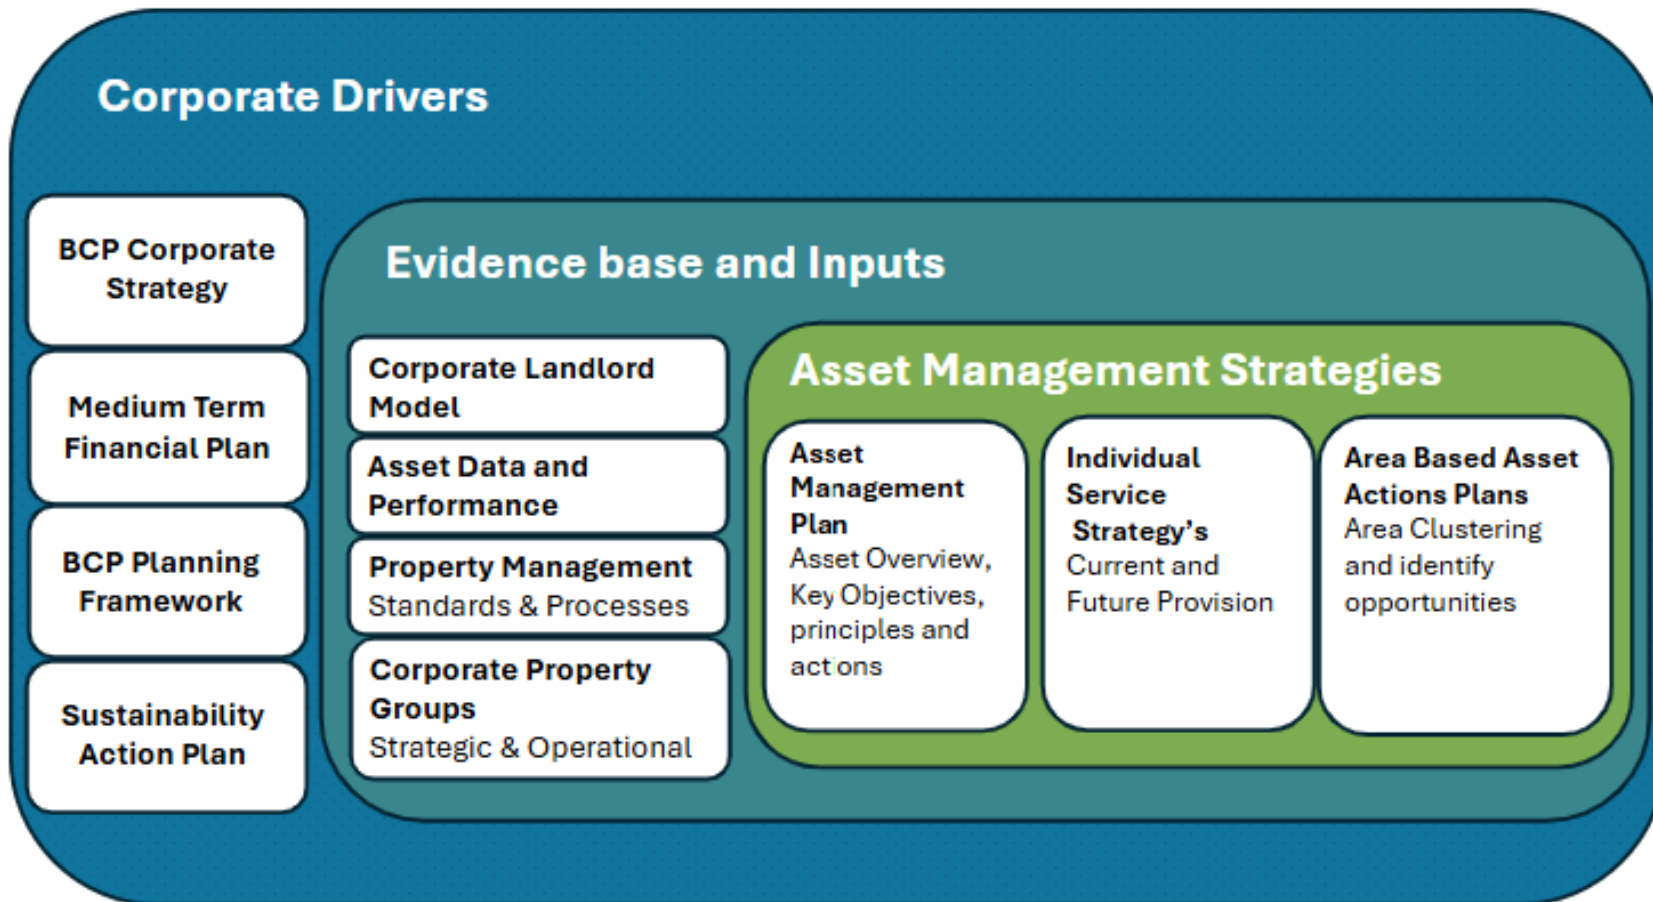 Corporate Drivers
BCP Corporate
Strategy
Medium Term
Financial Plan
BCP Planning
Framework
Sustainability
Action Plan
Evidence base and Inputs
Corporate Landlord
Model
Asset Data and
Performance
Property Management
Standards & Processes
Corporate Property
Groups
Strategic & Operational
Asset Management Strategies
Asset
Management
Plan
Asset Overview,
Key Objectives,
principles and
actions
Individual
Service
Strategy's
Current and
Future Provision
Area Based Asset
Actions Plans
Area Clustering
and identify
opportunities